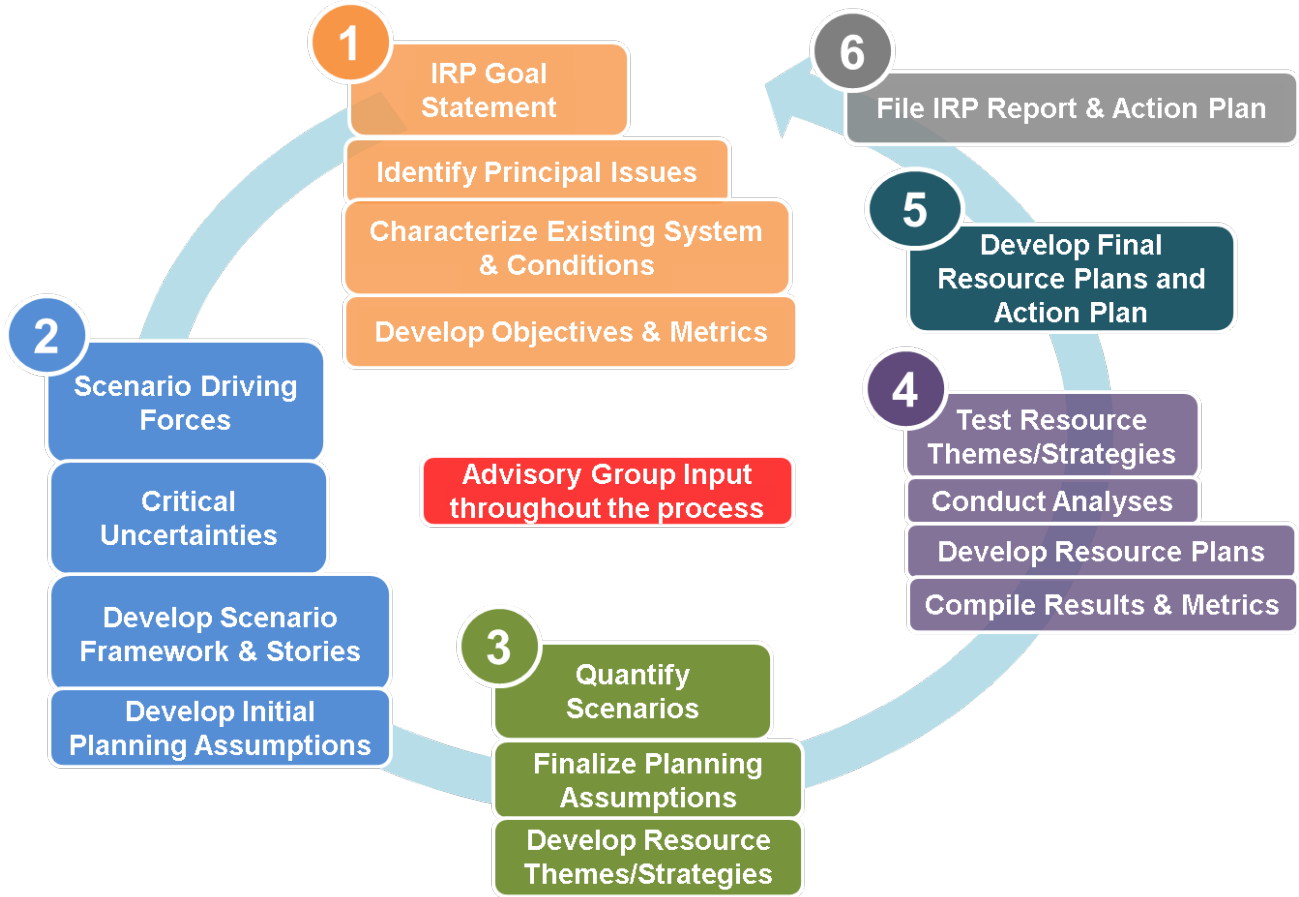 1
IRP Goal
Statement
Identify Principal Issues
Characterize Existing System
& Conditions
Develop Objectives & Metrics
2
Scenario Driving
Forces
Critical
Uncertainties
Develop Scenario
Framework & Stories
Develop Initial
Planning Assumptions
3
Quantify
Scenarios
Finalize Planning
Assumptions
Develop Resource
Themes/Strategies
4
Test Resource
Themes/Strategies
Conduct Analyses
Develop Resource Plans
Compile Results & Metrics
5
Develop Final
Resource Plans and
Action Plan
6
File IRP Report & Action Plan
Advisory Group Input
throughout the process